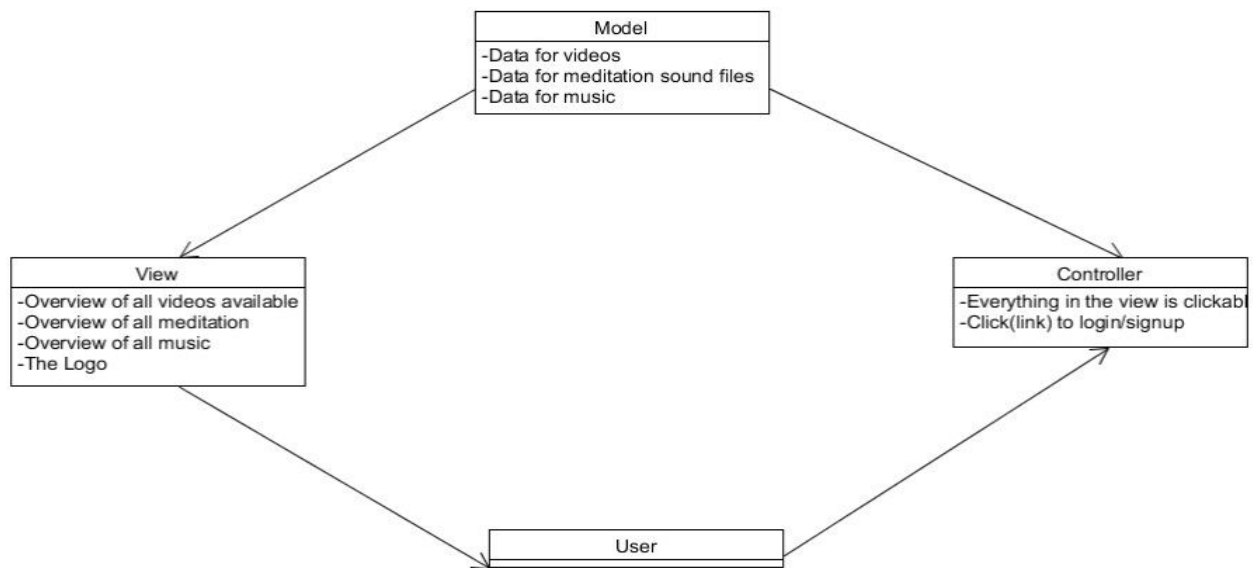 Model
-Data for videos
-Data for meditation sound files
-Data for music
View
-Overview of all videos available
-Overview of all meditation
-Overview of all music
-The Logo
Controller
-Everything in the view is clickabl
-Click(link) to login/signup
User